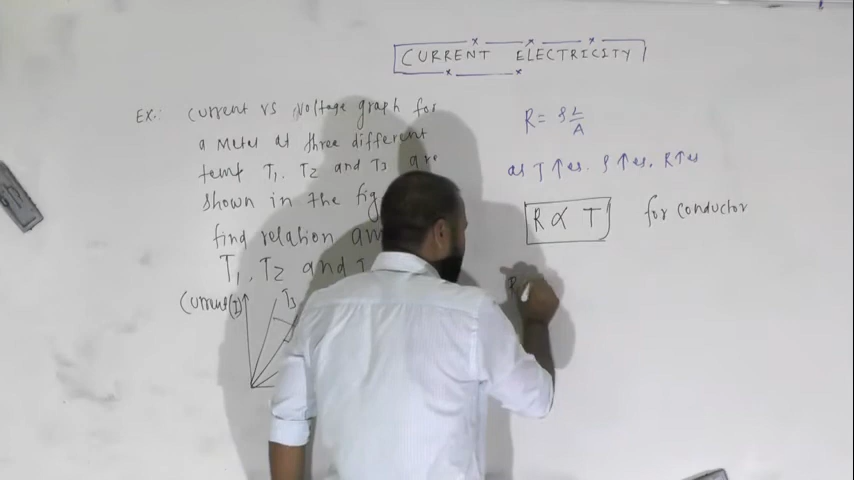 CURRENT ELECTRICITY
Ex:: Current vs Voltage graph for
a Metal at three different
temp T1, T2 and T3 are
shown in the fig
find relation am
T1, T2 and T
Current(I)
T3
R = ρ L/A
as T ↑es. ρ ↑es. R↑es
R ∝ T for conductor
R